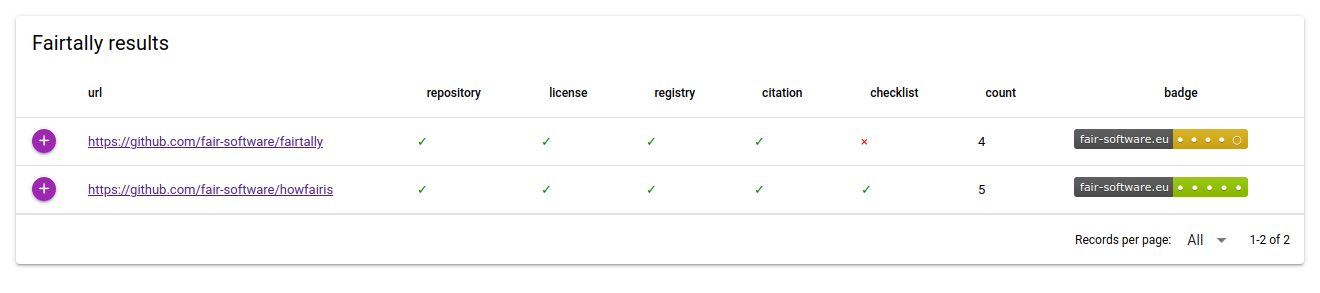 Fairtally results
url repository license registry citation checklist count badge
+ https://github.com/fair-software/fairtally ✓ ✓ ✓ ✓ × 4 fair-software.eu ● ● ● ● ○
+ https://github.com/fair-software/howfairis ✓ ✓ ✓ ✓ ✓ 5 fair-software.eu ● ● ● ● ●
Records per page: All 1-2 of 2